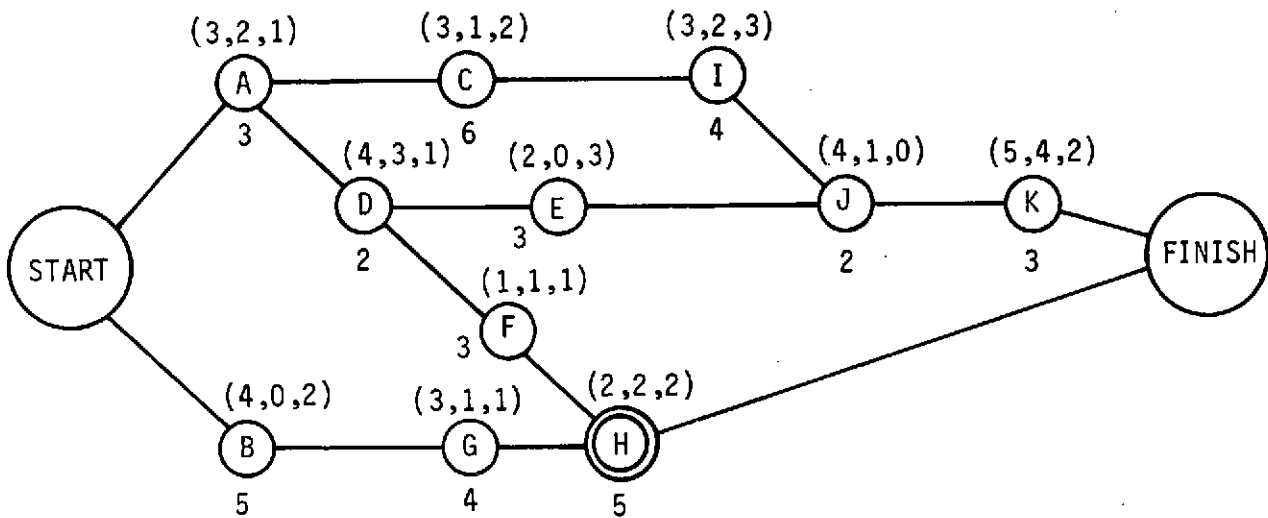 (3,2,1) (3,1,2) (3,2,3)
A C I
3 6 4
(4,3,1) (2,0,3) (4,1,0) (5,4,2)
D E J K
2 3 2 3
START FINISH
(1,1,1)
F
3
(4,0,2) (3,1,1) (2,2,2)
B G H
5 4 5